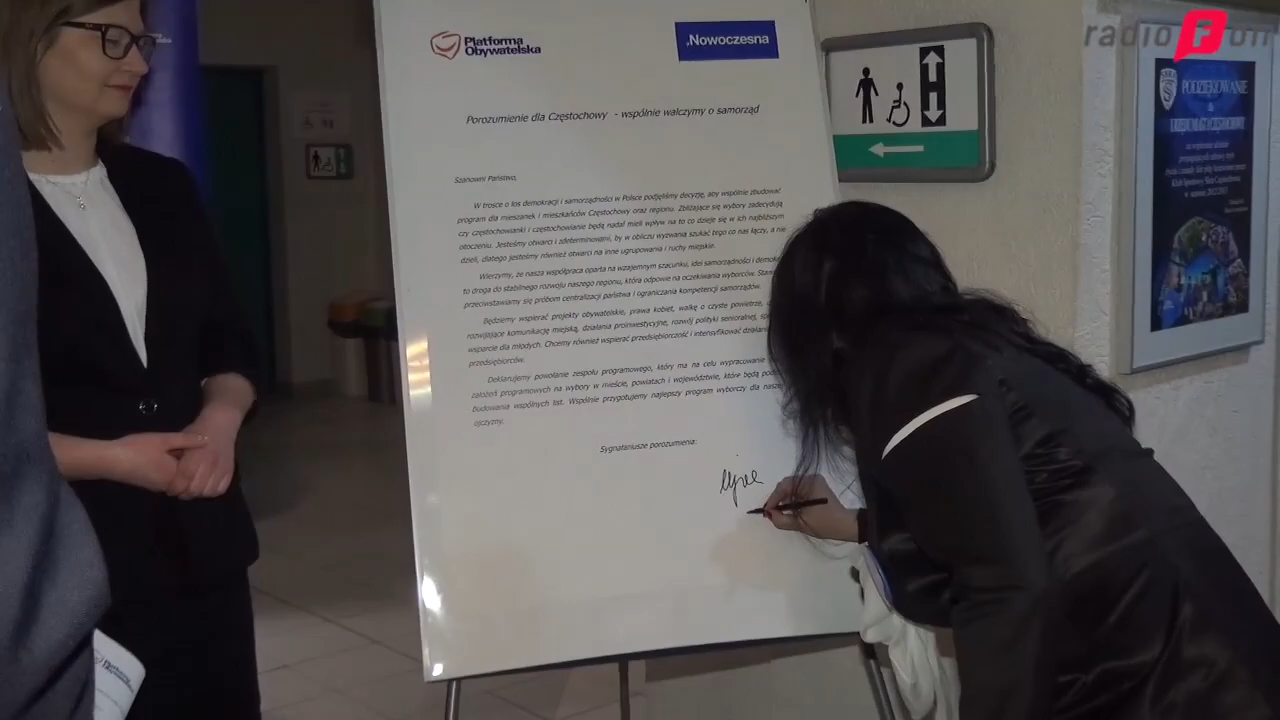 Platforma
Obywatelska
.Nowoczesna
radio F on
Porozumienie dla Częstochowy - wspólnie walczymy o samorząd
Szanowni Państwo,
W trosce o los demokracji i samorządności w Polsce podjęliśmy decyzję, aby wspólnie zbudować
program dla mieszanek i mieszkańców Częstochowy oraz regionu. Zbliżające się wybory zadecydują
czy częstochowianki i częstochowianie będą nadal mieli wpływ na to co dzieje się w ich najbliższym
otoczeniu. Jesteśmy otwarci i zdeterminowani, by w obliczu wyzwania szukać tego co nas łączy, a nie
dzieli, dlatego jesteśmy również otwarci na inne ugrupowania i ruchy miejskie.
Wierzymy, że nasza współpraca oparta na wzajemnym szacunku, idei samorządności i demok
to droga do stabilnego rozwoju naszego regionu, która odpowie na oczekiwania wyborców.
przeciwstawiamy się próbom centralizacji państwa i ograniczania kompetencji samorządów.
Będziemy wspierać projekty obywatelskie, prawa kobiet, walkę o czyste powietrze,
rozwijające komunikację miejską, działania proinwestycyjne, rozwój polityki senioralnej,
wsparcie dla młodych. Chcemy również wspierać przedsiębiorczość i intensyfikować działania
przedsiębiorców.
Deklarujemy powołanie zespołu programowego, który ma na celu wypracowanie
założeń programowych na wybory w mieście, powiatach i województwie, które będą
budowania wspólnych list. Wspólnie przygotujemy najlepszy program wyborczy dla
ojczyzny.
Sygnatariusze porozumienia:
PODZIĘKOWANIE
dla